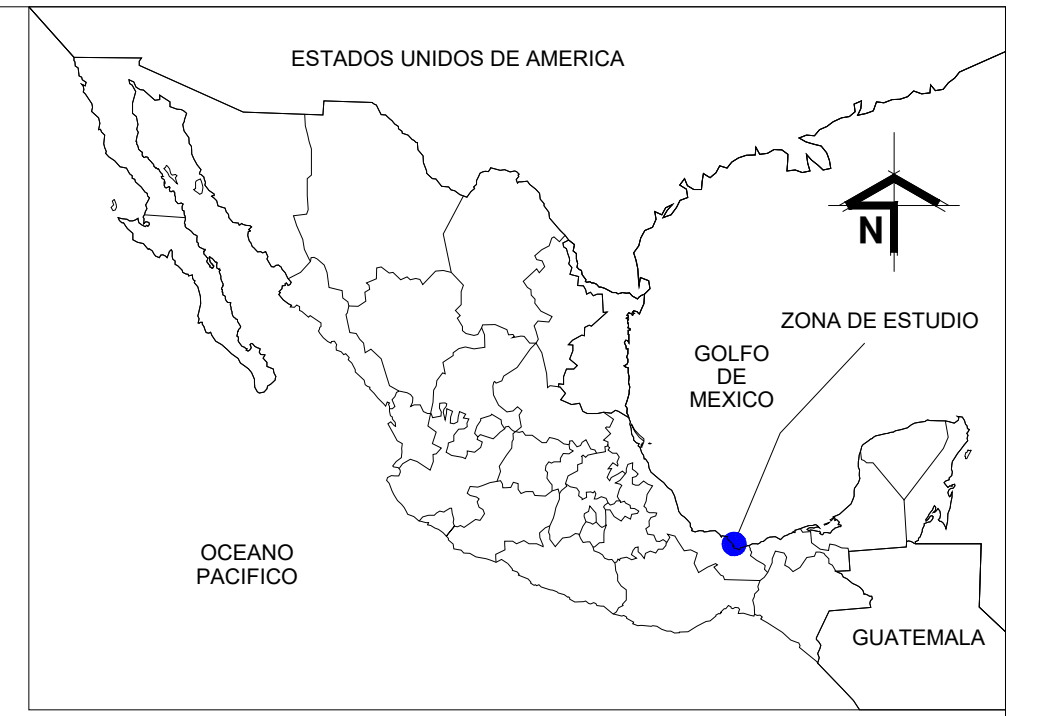 ESTADOS UNIDOS DE AMERICA
N
ZONA DE ESTUDIO
GOLFO
DE
MEXICO
OCEANO
PACIFICO
GUATEMALA